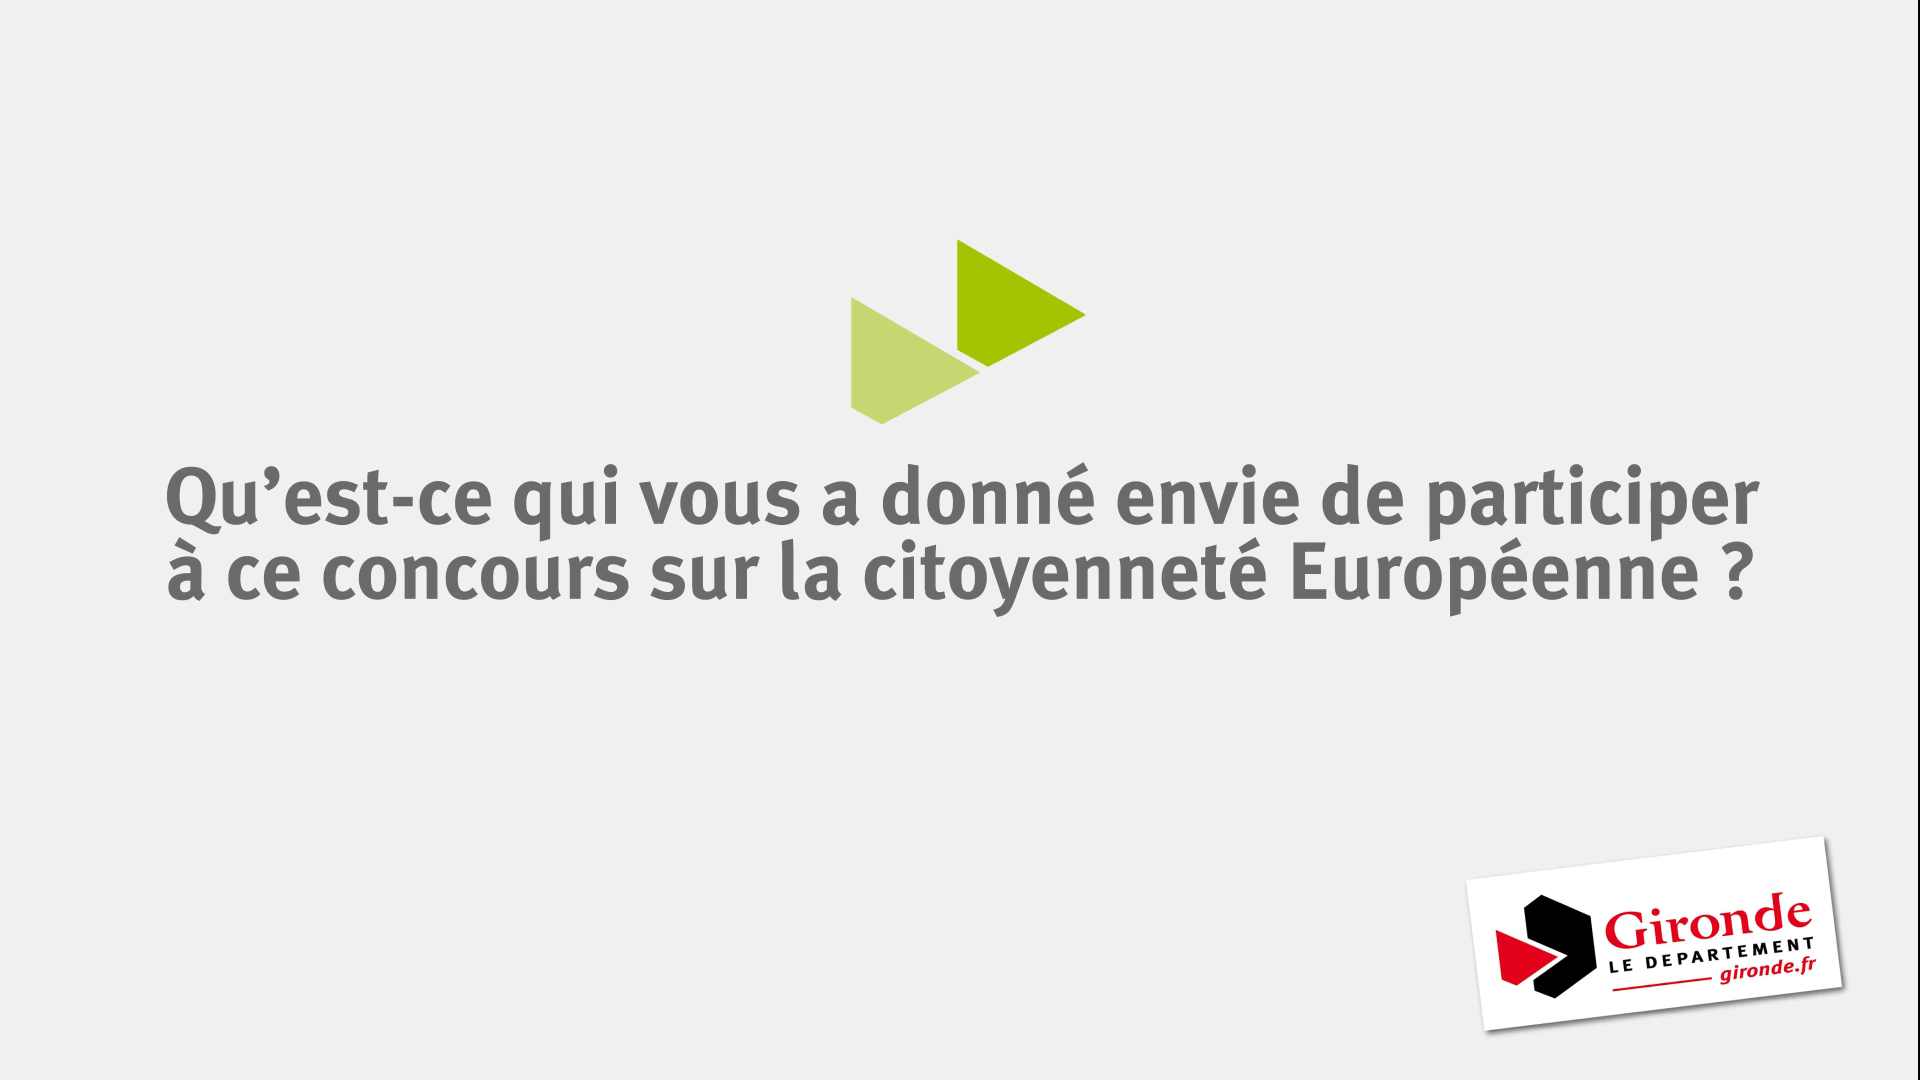 Qu’est-ce qui vous a donné envie de participer
à ce concours sur la citoyenneté Européenne ?
Gironde
LE DEPARTEMENT
gironde.fr